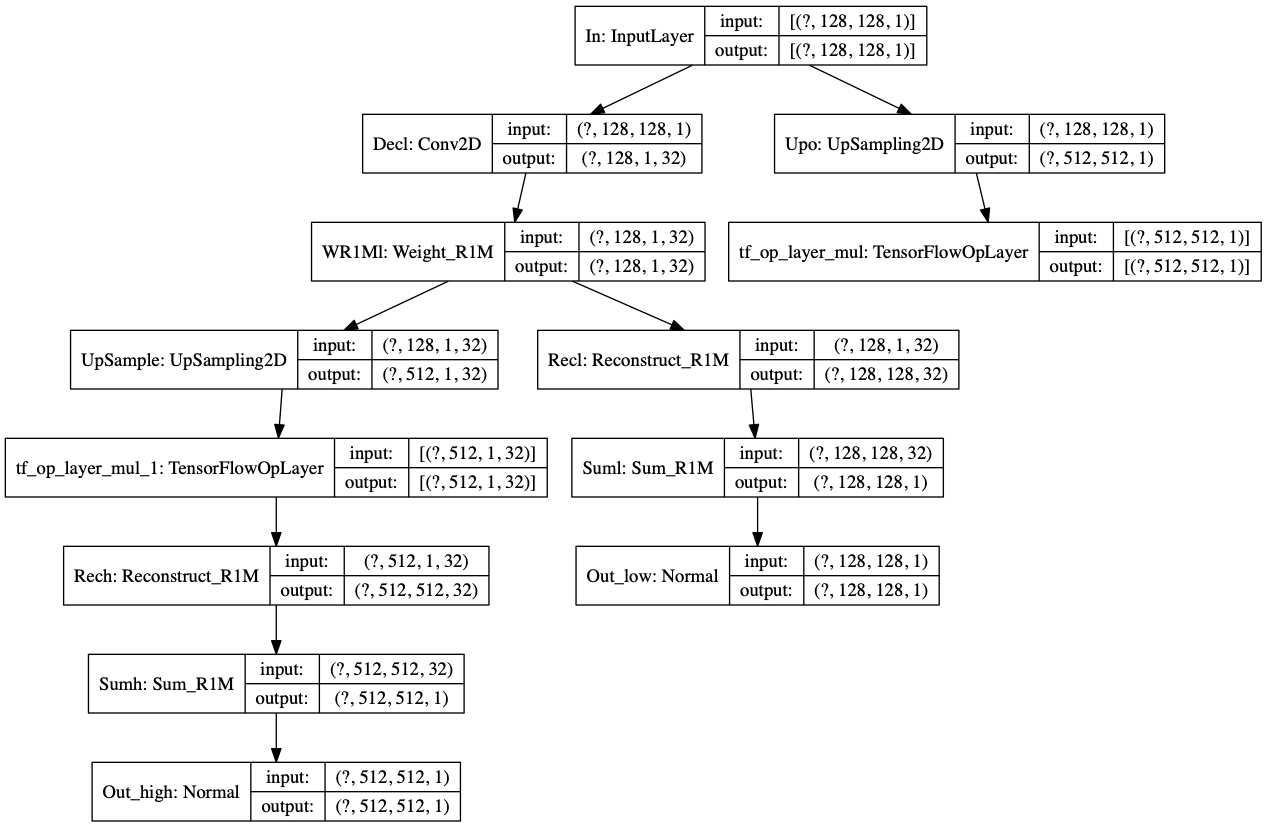 In: InputLayer
input: [(?, 128, 128, 1)]
output: [(?, 128, 128, 1)]
Decl: Conv2D
input: (?, 128, 128, 1)
output: (?, 128, 1, 32)
Upo: UpSampling2D
input: (?, 128, 128, 1)
output: (?, 512, 512, 1)
WR1Ml: Weight_R1M
input: (?, 128, 1, 32)
output: (?, 128, 1, 32)
tf_op_layer_mul: TensorFlowOpLayer
input: [(?, 512, 512, 1)]
output: [(?, 512, 512, 1)]
UpSample: UpSampling2D
input: (?, 128, 1, 32)
output: (?, 512, 1, 32)
Recl: Reconstruct_R1M
input: (?, 128, 1, 32)
output: (?, 128, 128, 32)
tf_op_layer_mul_1: TensorFlowOpLayer
input: [(?, 512, 1, 32)]
output: [(?, 512, 1, 32)]
Suml: Sum_R1M
input: (?, 128, 128, 32)
output: (?, 128, 128, 1)
Rech: Reconstruct_R1M
input: (?, 512, 1, 32)
output: (?, 512, 512, 32)
Out_low: Normal
input: (?, 128, 128, 1)
output: (?, 128, 128, 1)
Sumh: Sum_R1M
input: (?, 512, 512, 32)
output: (?, 512, 512, 1)
Out_high: Normal
input: (?, 512, 512, 1)
output: (?, 512, 512, 1)